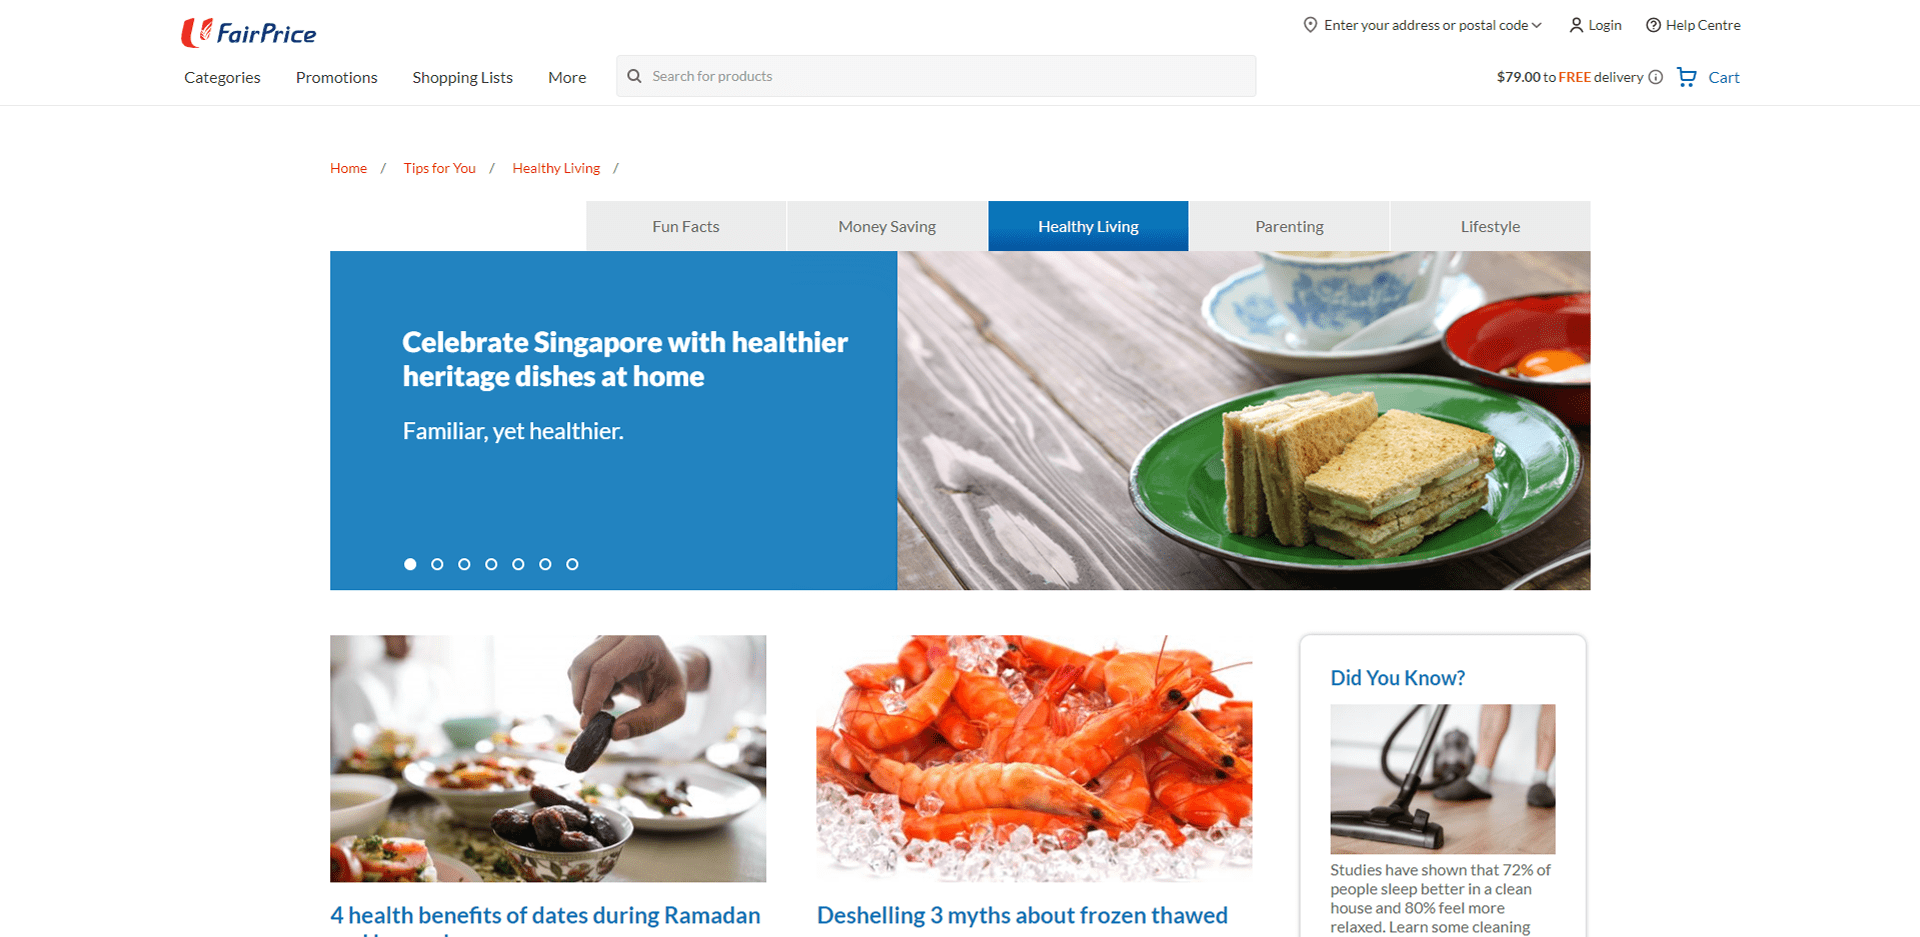 FairPrice
Enter your address or postal code
Login
Help Centre
Categories
Promotions
Shopping Lists
More
Search for products
$79.00 to FREE delivery
Cart
Home / Tips for You / Healthy Living /
Fun Facts
Money Saving
Healthy Living
Parenting
Lifestyle
Celebrate Singapore with healthier
heritage dishes at home
Familiar, yet healthier.
4 health benefits of dates during Ramadan
Deshelling 3 myths about frozen thawed
Did You Know?
Studies have shown that 72% of
people sleep better in a clean
house and 80% feel more
relaxed. Learn some cleaning